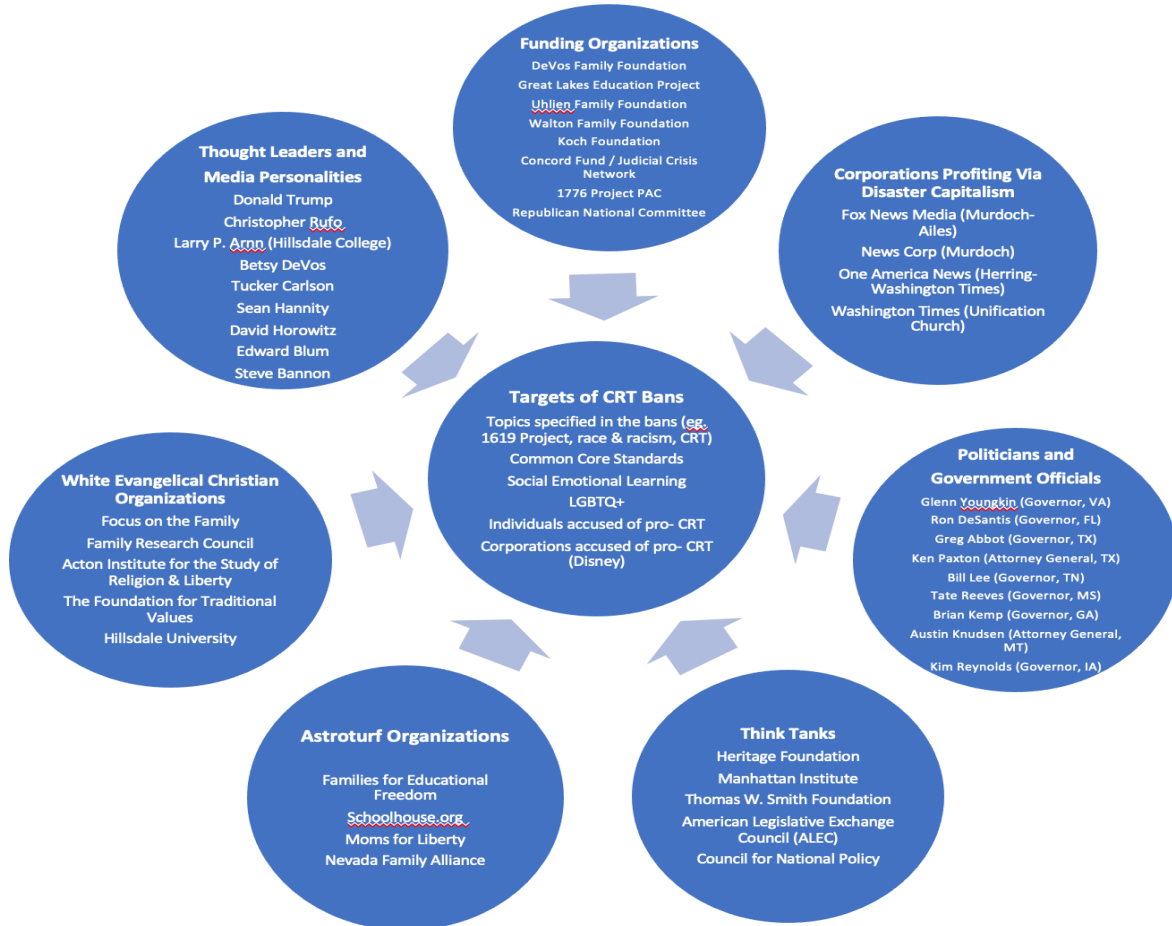 Funding Organizations
DeVos Family Foundation
Great Lakes Education Project
Uhlien Family Foundation
Walton Family Foundation
Koch Foundation
Concord Fund / Judicial Crisis
Network
1776 Project PAC
Republican National Committee
Thought Leaders and
Media Personalities
Donald Trump
Christopher Rufo
Larry P. Arnn (Hillsdale College)
Betsy DeVos
Tucker Carlson
Sean Hannity
David Horowitz
Edward Blum
Steve Bannon
Corporations Profiting Via
Disaster Capitalism
Fox News Media (Murdoch-
Ailes)
News Corp (Murdoch)
One America News (Herring-
Washington Times)
Washington Times (Unification
Church)
Targets of CRT Bans
Topics specified in the bans (eg.
1619 Project, race & racism, CRT)
Common Core Standards
Social Emotional Learning
LGBTQ+
Individuals accused of pro- CRT
Corporations accused of pro- CRT
(Disney)
White Evangelical Christian
Organizations
Focus on the Family
Family Research Council
Acton Institute for the Study of
Religion & Liberty
The Foundation for Traditional
Values
Hillsdale University
Politicians and
Government Officials
Glenn Youngkin (Governor, VA)
Ron DeSantis (Governor, FL)
Greg Abbot (Governor, TX)
Ken Paxton (Attorney General, TX)
Bill Lee (Governor, TN)
Tate Reeves (Governor, MS)
Brian Kemp (Governor, GA)
Austin Knudsen (Attorney General,
MT)
Kim Reynolds (Governor, IA)
Astroturf Organizations
Families for Educational
Freedom
Schoolhouse.org
Moms for Liberty
Nevada Family Alliance
Think Tanks
Heritage Foundation
Manhattan Institute
Thomas W. Smith Foundation
American Legislative Exchange
Council (ALEC)
Council for National Policy